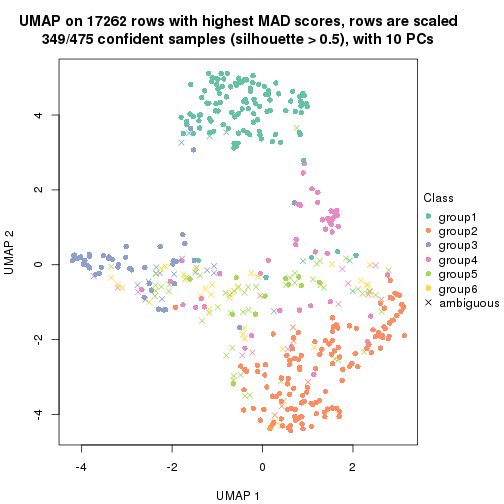 UMAP on 17262 rows with highest MAD scores, rows are scaled
349/475 confident samples (silhouette > 0.5), with 10 PCs
4
2
0
-2
-4
UMAP 2
-4
-2
0
2
UMAP 1
Class
group1
group2
group3
group4
group5
group6
ambiguous